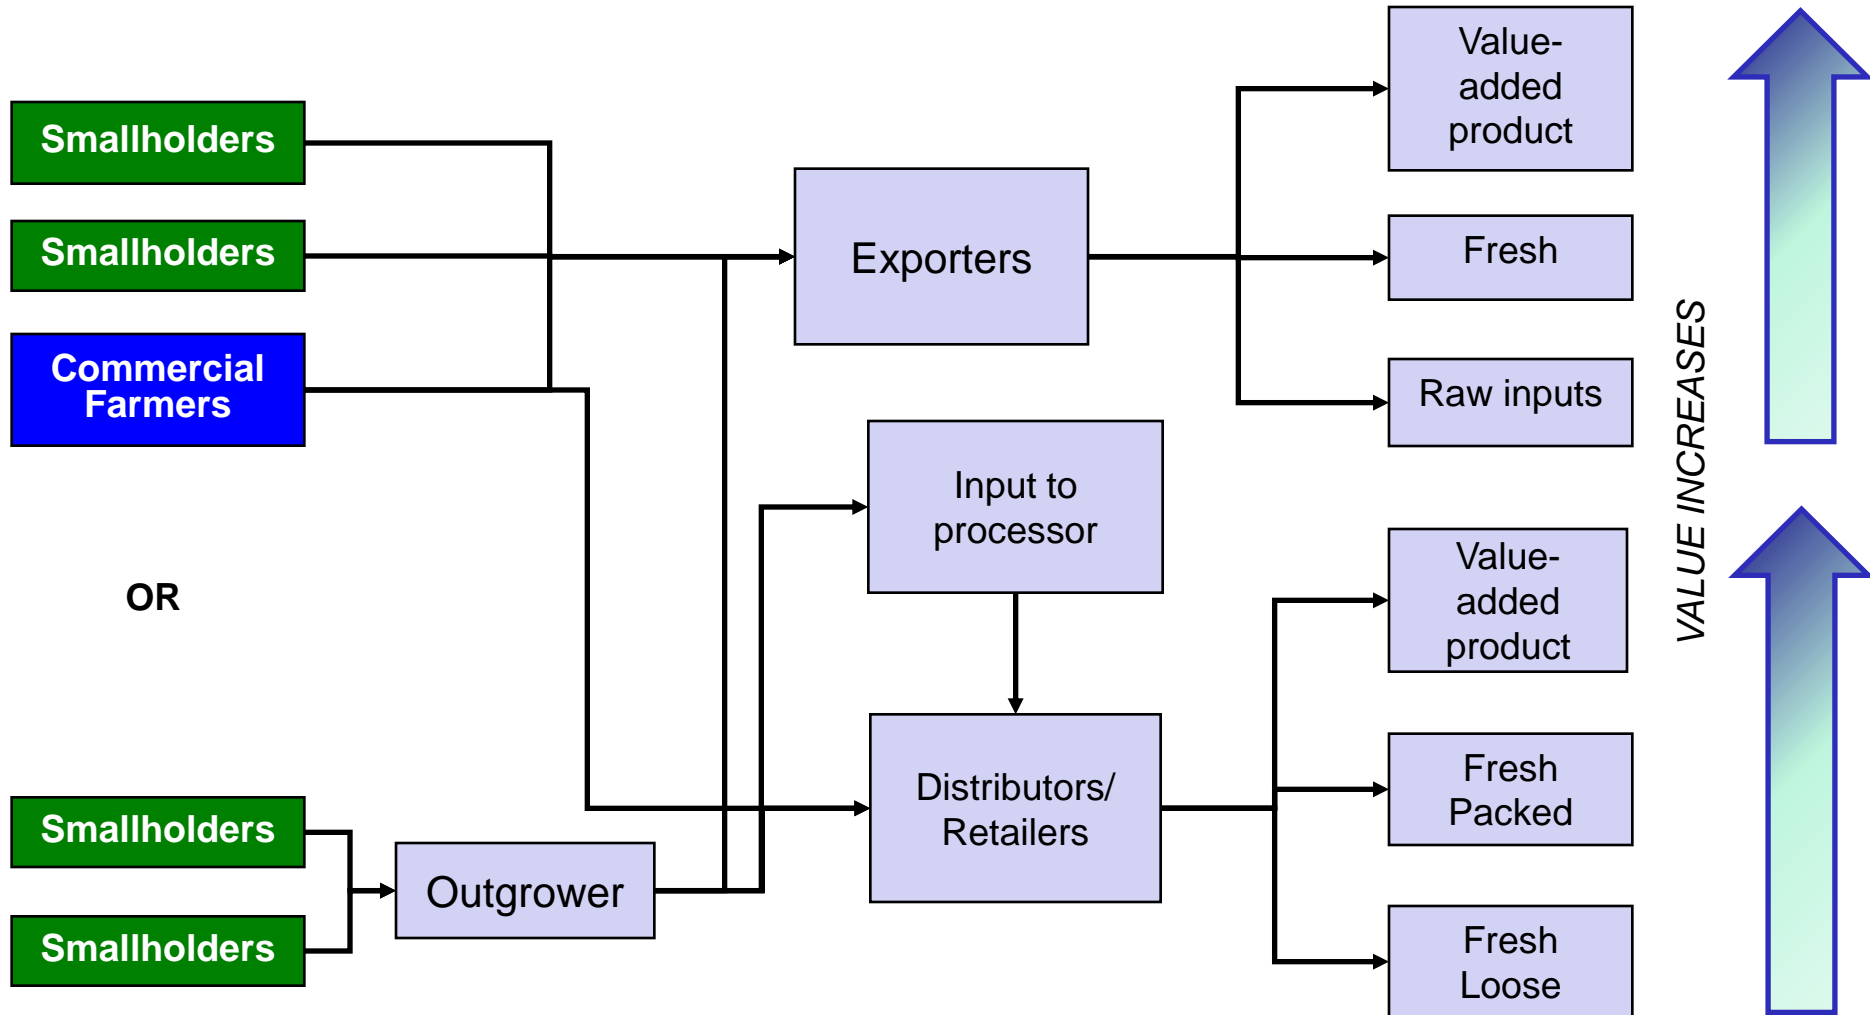 Smallholders
Smallholders
Commercial
Farmers
OR
Smallholders
Smallholders
Outgrower
Exporters
Input to
processor
Distributors/
Retailers
Value-
added
product
Fresh
Raw inputs
Value-
added
product
Fresh
Packed
Fresh
Loose
VALUE INCREASES